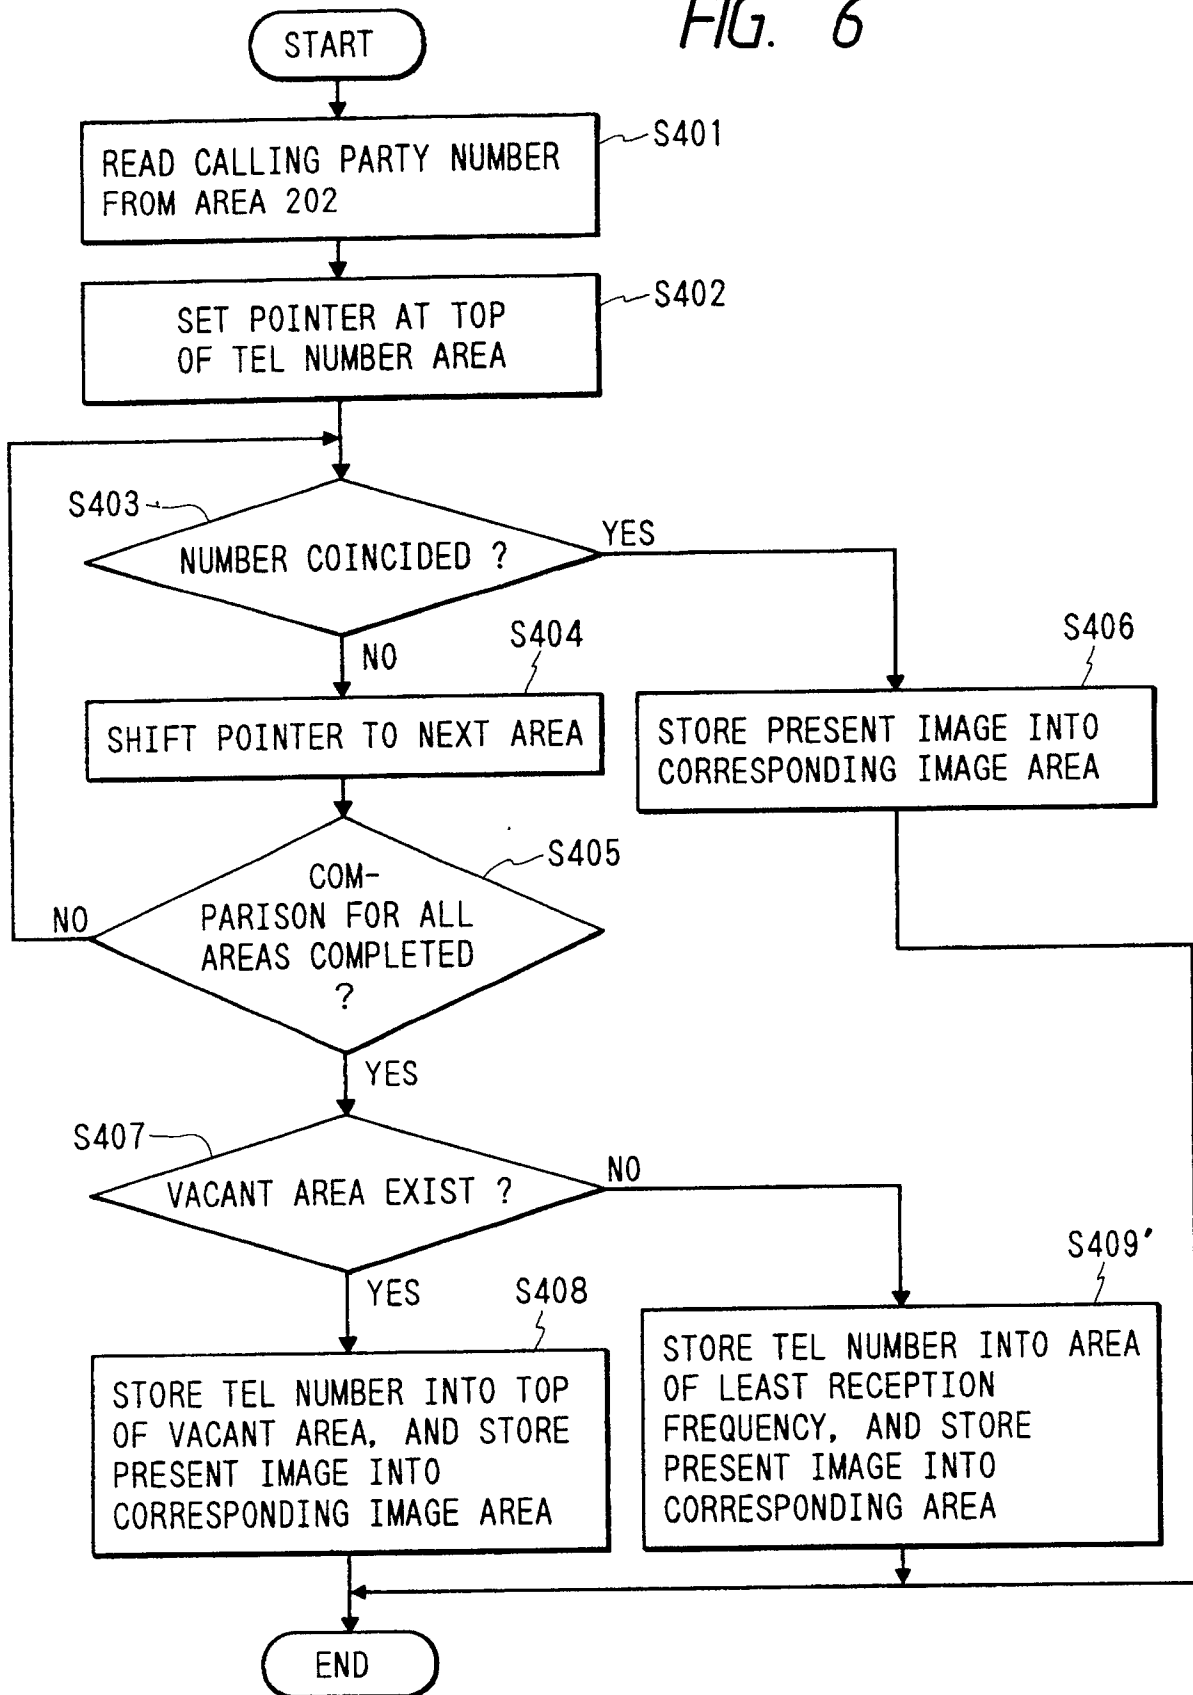 FIG. 6
START
S401
READ CALLING PARTY NUMBER
FROM AREA 202
S402
SET POINTER AT TOP
OF TEL NUMBER AREA
S403
NUMBER COINCIDED ?
YES
NO
S404
SHIFT POINTER TO NEXT AREA
S406
STORE PRESENT IMAGE INTO
CORRESPONDING IMAGE AREA
S405
COM-
PARISON FOR ALL
AREAS COMPLETED
?
NO
YES
S407
VACANT AREA EXIST ?
NO
YES
S408
STORE TEL NUMBER INTO TOP
OF VACANT AREA, AND STORE
PRESENT IMAGE INTO
CORRESPONDING IMAGE AREA
S409'
STORE TEL NUMBER INTO AREA
OF LEAST RECEPTION
FREQUENCY, AND STORE
PRESENT IMAGE INTO
CORRESPONDING AREA
END